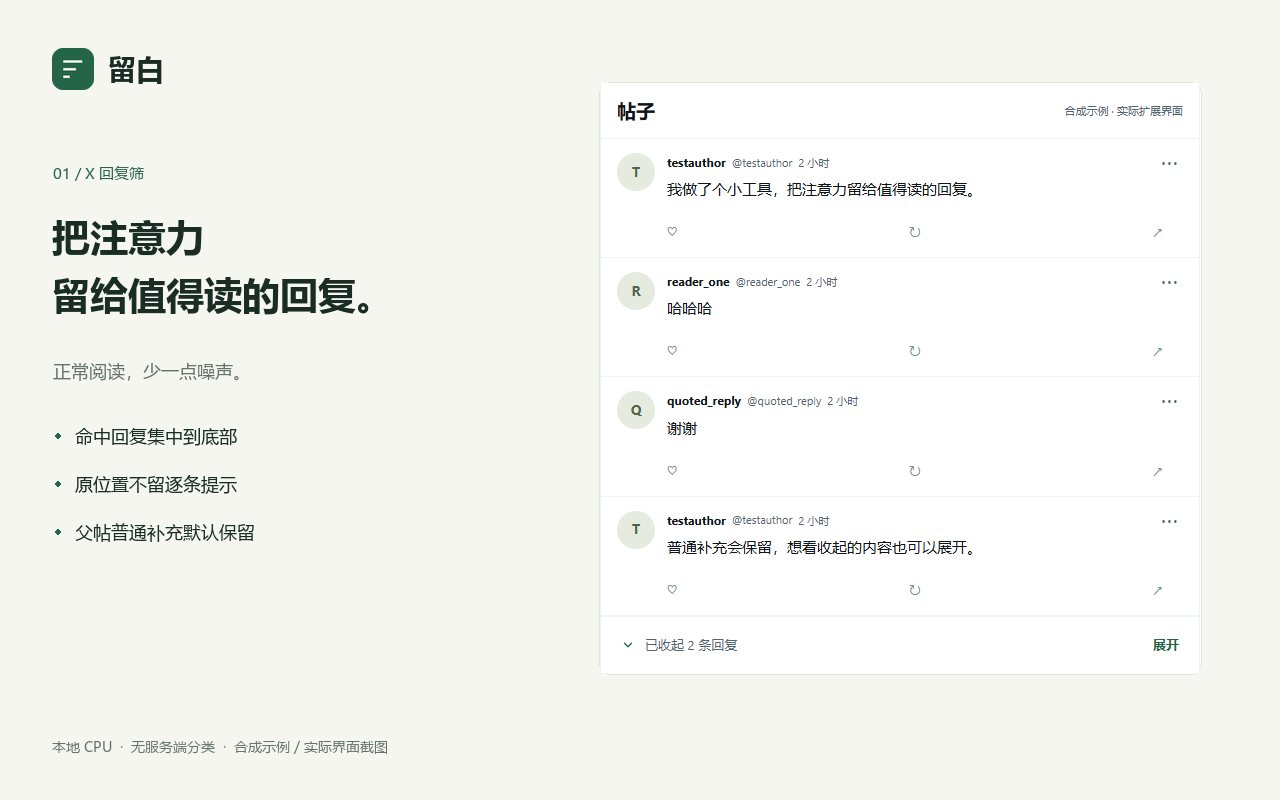 留白
01 / X 回复筛
把注意力
留给值得读的回复。
正常阅读，少一点噪声。
命中回复集中到底部
原位置不留逐条提示
父帖普通补充默认保留
本地 CPU · 无服务端分类 · 合成示例 / 实际界面截图
帖子
合成示例 · 实际扩展界面
T
testauthor @testauthor 2 小时
我做了个小工具，把注意力留给值得读的回复。
R
reader_one @reader_one 2 小时
哈哈哈
Q
quoted_reply @quoted_reply 2 小时
谢谢
T
testauthor @testauthor 2 小时
普通补充会保留，想看收起的内容也可以展开。
已收起 2 条回复
展开